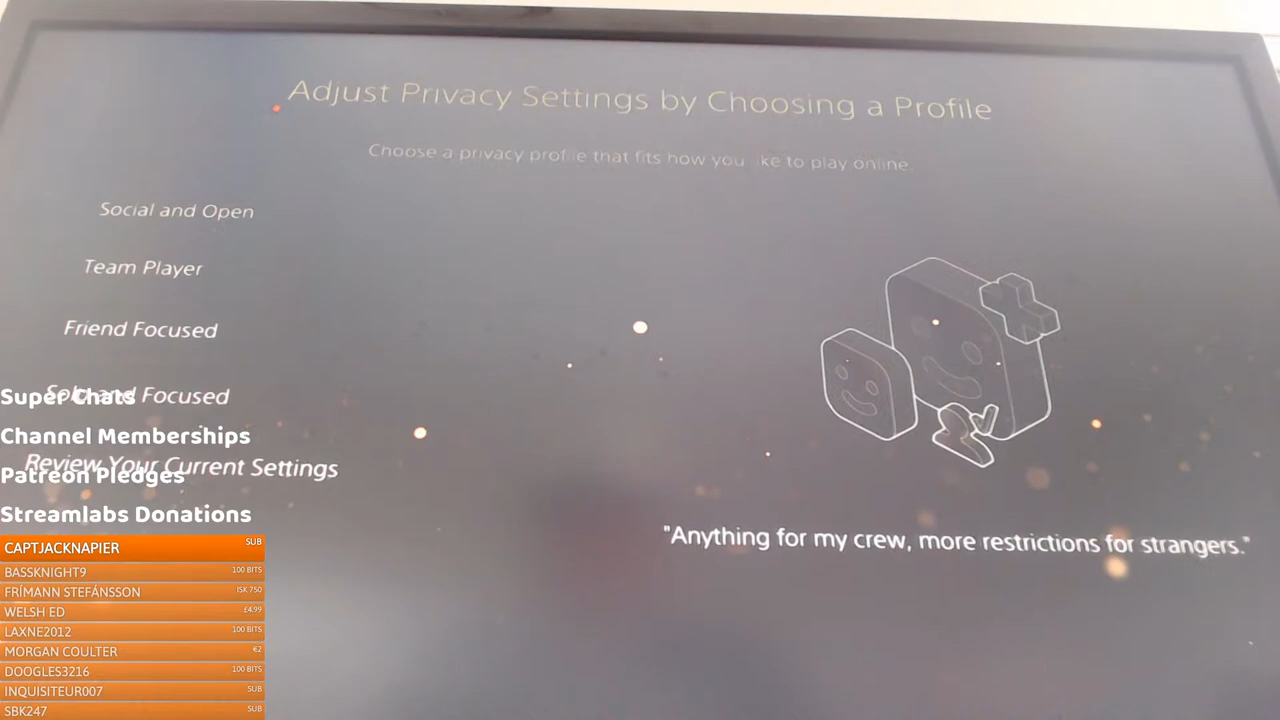 Adjust Privacy Settings by Choosing a Profile
Choose a privacy profile that fits how you like to play online.
Social and Open
Team Player
Friend Focused
Solo and Focused
Super Chats
Channel Memberships
Review Your Current Settings
Patreon Pledges
Streamlabs Donations
"Anything for my crew, more restrictions for strangers."
CAPTJACKNAPIER SUB
BASSKNIGHT9 100 BITS
FRÍMANN STEFÁNSSON ISK 750
WELSH ED £4.99
LAXNE2012 100 BITS
MORGAN COULTER €2
DOOGLES3216 100 BITS
INQUISITEUR007 SUB
SBK247 SUB